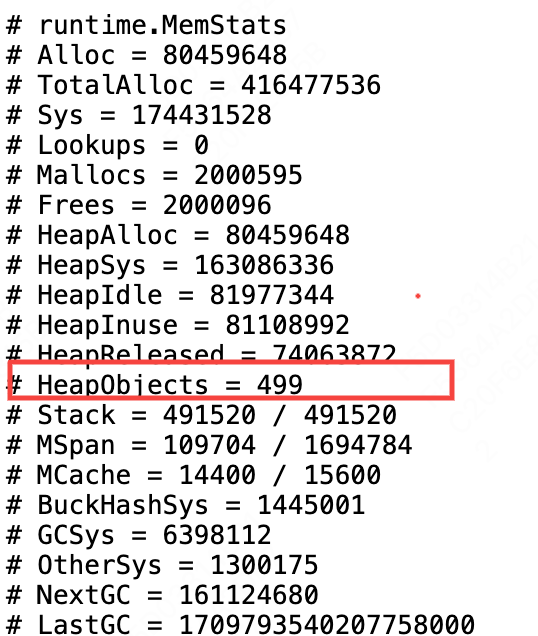 # runtime.MemStats
# Alloc = 80459648
# TotalAlloc = 416477536
# Sys = 174431528
# Lookups = 0
# Mallocs = 2000595
# Frees = 2000096
# HeapAlloc = 80459648
# HeapSys = 163086336
# HeapIdle = 81977344
# HeapInuse = 81108992
# HeapReleased = 74063872
# HeapObjects = 499
# Stack = 491520 / 491520
# MSpan = 109704 / 1694784
# MCache = 14400 / 15600
# BuckHashSys = 1445001
# GCSys = 6398112
# OtherSys = 1300175
# NextGC = 161124680
# LastGC = 1709793540207758000